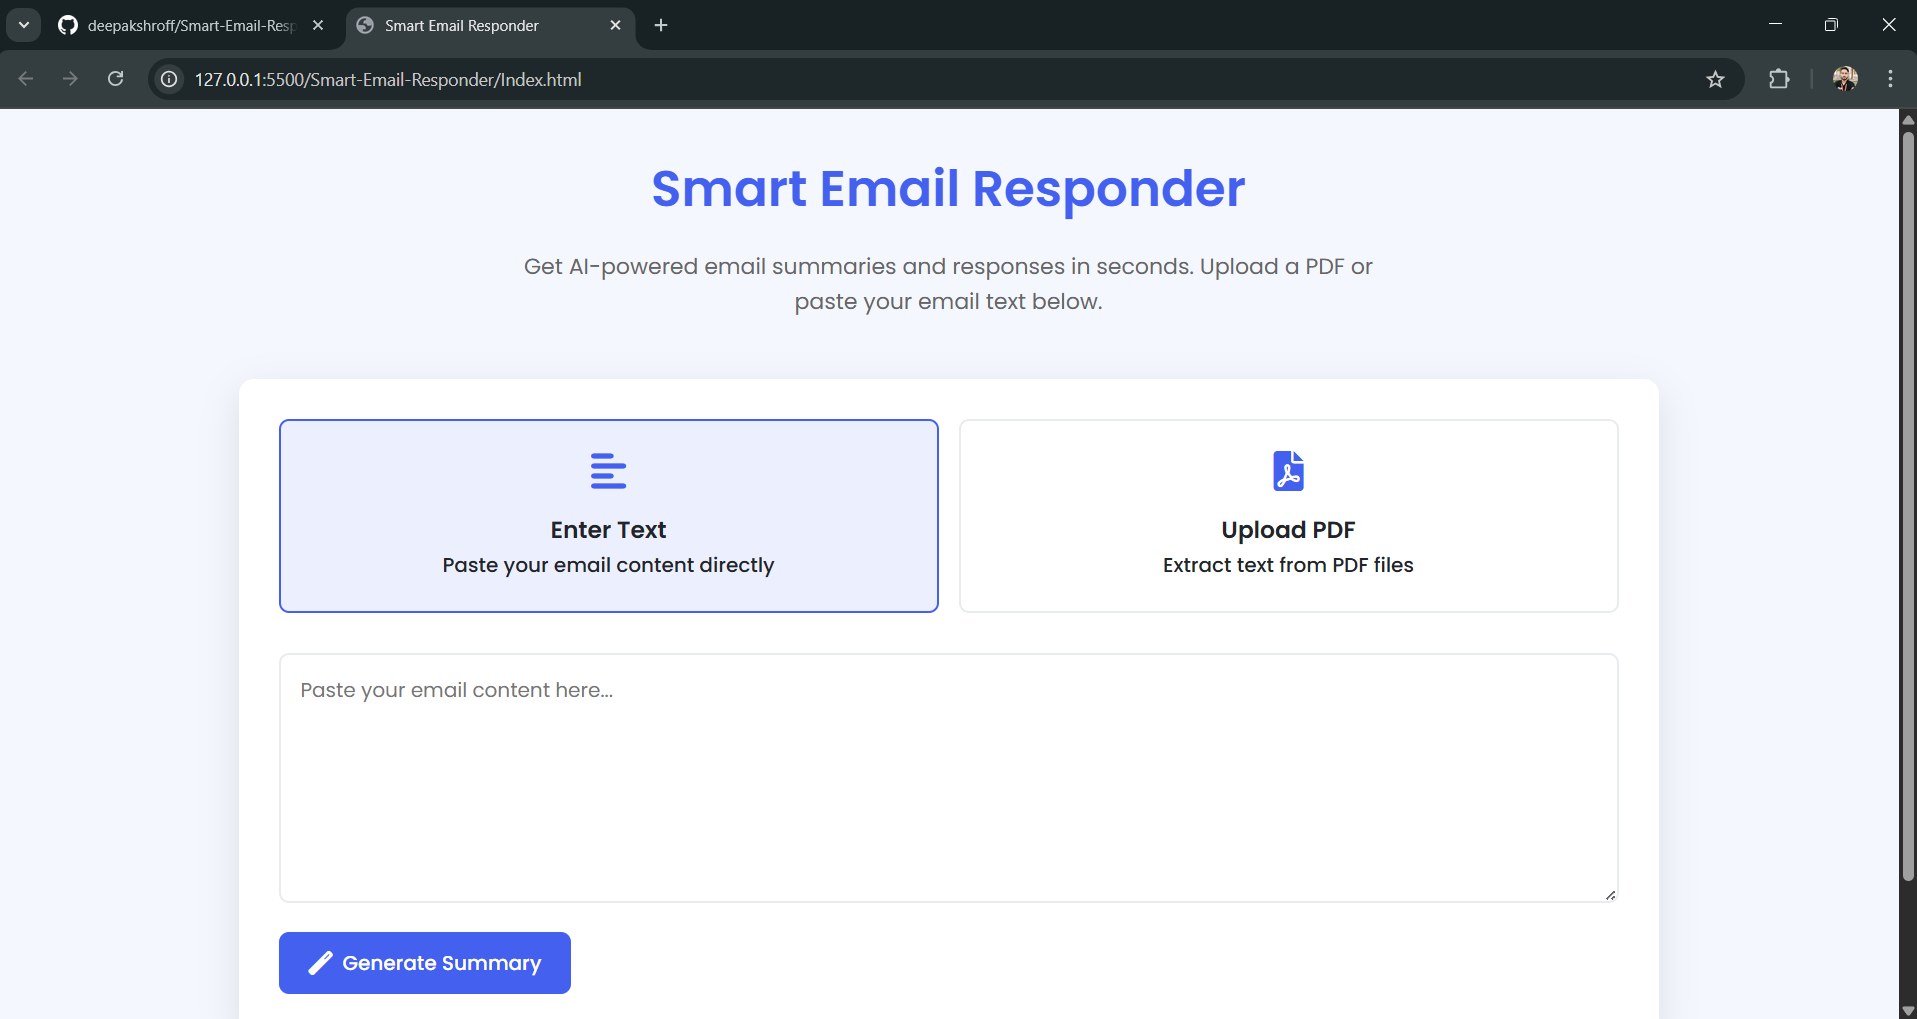 deepakshroff/Smart-Email-Resp
Smart Email Responder
127.0.0.1:5500/Smart-Email-Responder/Index.html
Smart Email Responder
Get AI-powered email summaries and responses in seconds. Upload a PDF or
paste your email text below.
Enter Text
Paste your email content directly
Upload PDF
Extract text from PDF files
Paste your email content here...
Generate Summary